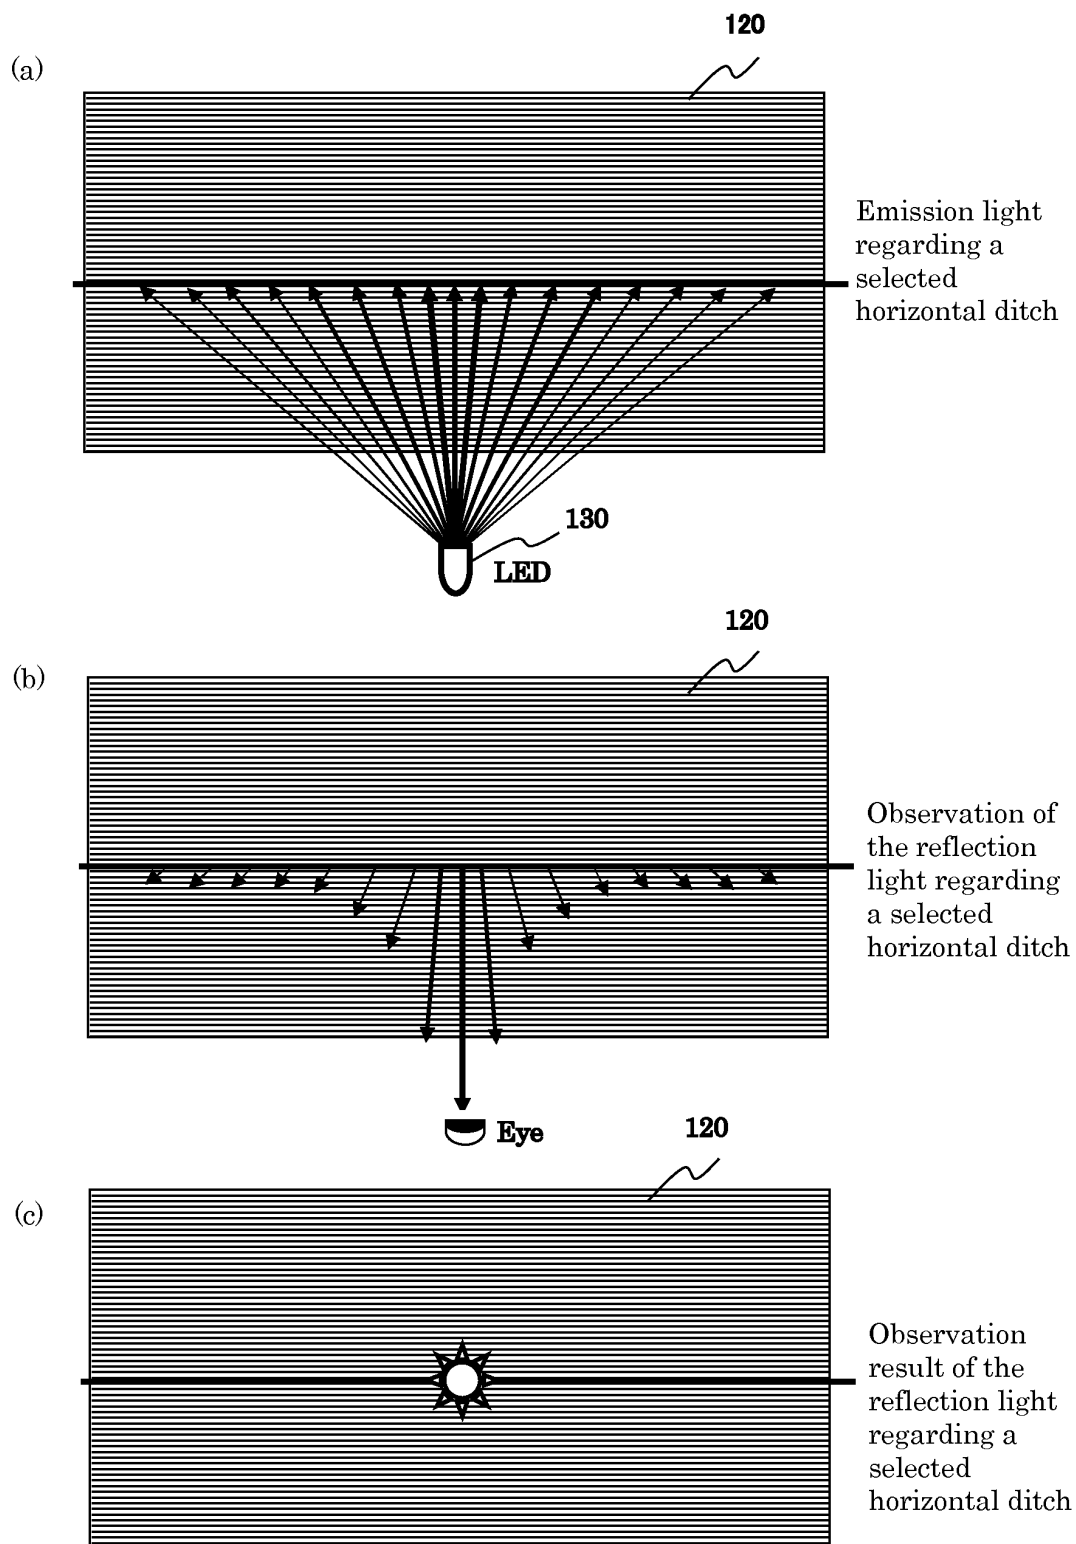 120
(a)
Emission light
regarding a
selected
horizontal ditch
130
LED
120
(b)
Observation of
the reflection
light regarding
a selected
horizontal ditch
Eye
120
(c)
Observation
result of the
reflection light
regarding a
selected
horizontal ditch